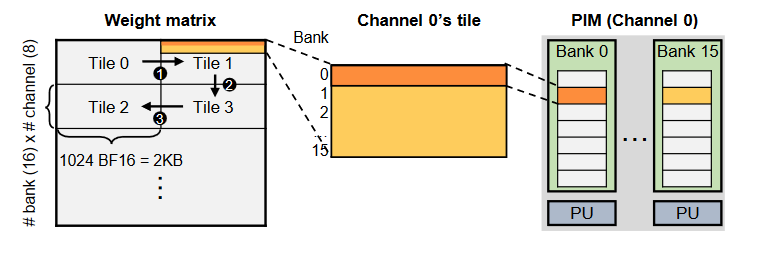 Weight matrix
Channel 0's tile
PIM (Channel 0)
# bank (16) x # channel (8)
Tile 0
1
Tile 1
2
Tile 2
3
Tile 3
1024 BF16 = 2KB
⋮
Bank
0
1
2
...
15
Bank 0
Bank 15
...
PU
PU